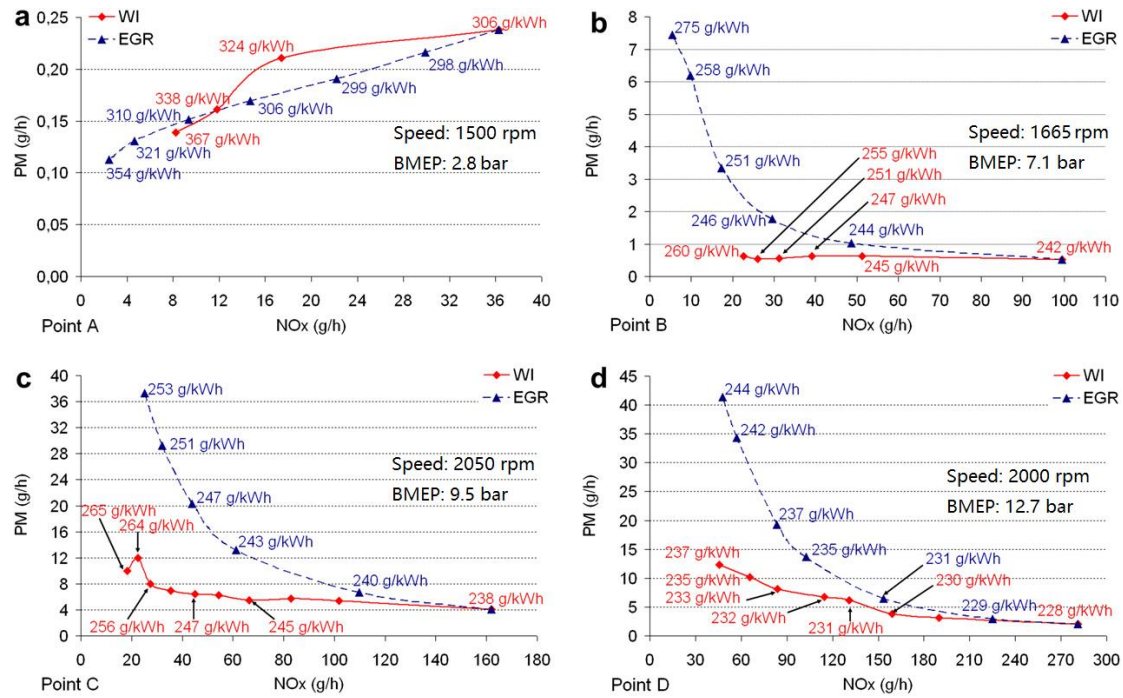 a
WI
EGR
PM (g/h)
0,25
0,20
0,15
0,10
0,05
0,00
306 g/kWh
324 g/kWh
298 g/kWh
299 g/kWh
338 g/kWh
310 g/kWh
306 g/kWh
367 g/kWh
321 g/kWh
354 g/kWh
Speed: 1500 rpm
BMEP: 2.8 bar
0 4 8 12 16 20 24 28 32 36 40
Point A
NOx (g/h)
b
WI
EGR
PM (g/h)
8
7
6
5
4
3
2
1
0
275 g/kWh
258 g/kWh
251 g/kWh
255 g/kWh
251 g/kWh
247 g/kWh
246 g/kWh
244 g/kWh
260 g/kWh
242 g/kWh
245 g/kWh
Speed: 1665 rpm
BMEP: 7.1 bar
0 10 20 30 40 50 60 70 80 90 100 110
Point B
NOx (g/h)
c
WI
EGR
PM (g/h)
40
36
32
28
24
20
16
12
8
4
0
253 g/kWh
251 g/kWh
247 g/kWh
265 g/kWh
264 g/kWh
243 g/kWh
240 g/kWh
238 g/kWh
256 g/kWh
247 g/kWh
245 g/kWh
Speed: 2050 rpm
BMEP: 9.5 bar
0 20 40 60 80 100 120 140 160 180
Point C
NOx (g/h)
d
WI
EGR
PM (g/h)
45
40
35
30
25
20
15
10
5
0
244 g/kWh
242 g/kWh
237 g/kWh
235 g/kWh
237 g/kWh
231 g/kWh
235 g/kWh
230 g/kWh
233 g/kWh
229 g/kWh
228 g/kWh
232 g/kWh
231 g/kWh
Speed: 2000 rpm
BMEP: 12.7 bar
0 30 60 90 120 150 180 210 240 270 300
Point D
NOx (g/h)